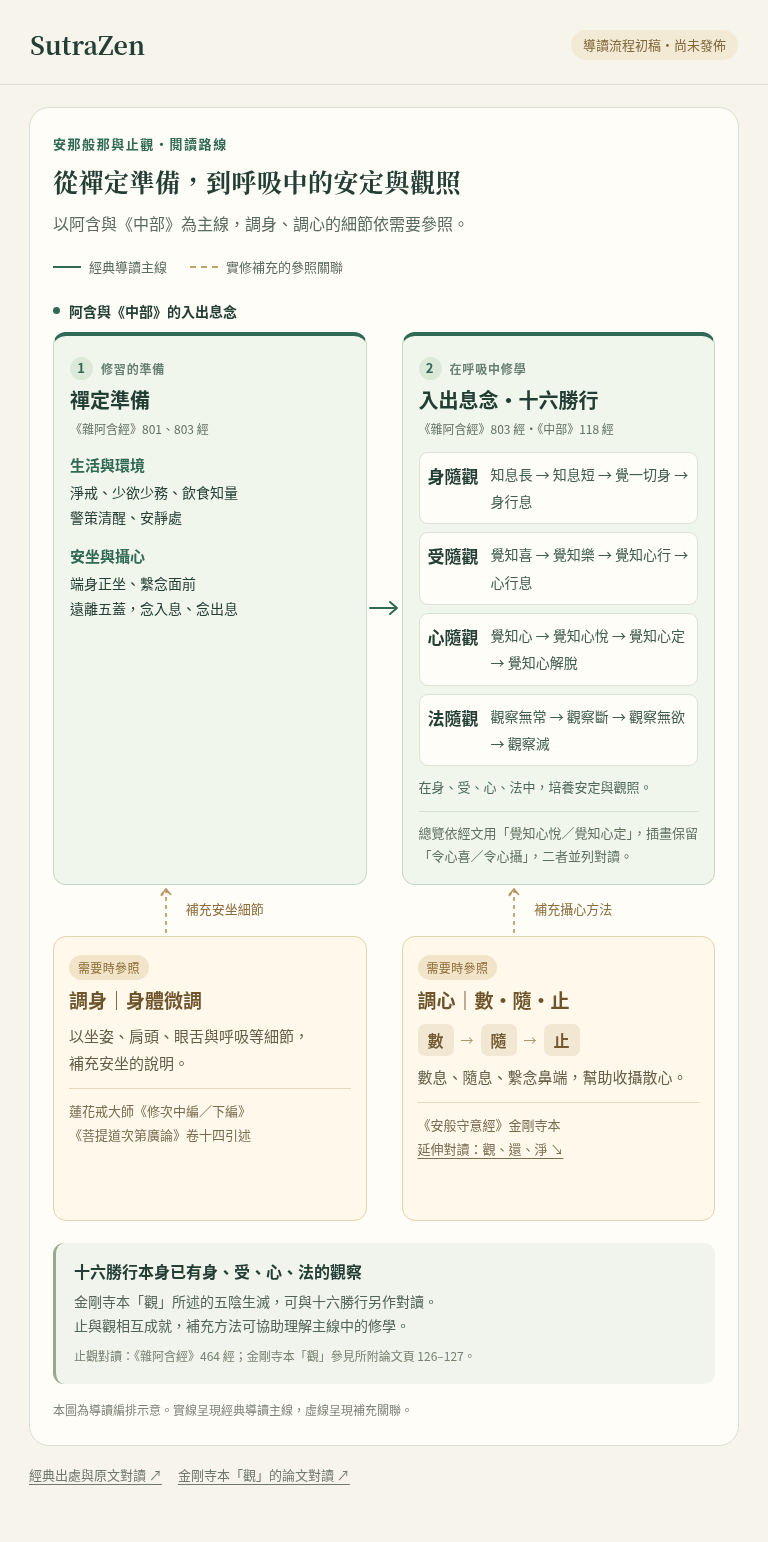 SutraZen
導讀流程初稿・尚未發佈
安那般那與止觀・閱讀路線
從禪定準備，到呼吸中的安定與觀照
以阿含與《中部》為主線，調身、調心的細節依需要參照。
經典導讀主線
實修補充的參照關聯
阿含與《中部》的入出息念
1 修習的準備
禪定準備
《雜阿含經》801、803 經
生活與環境
淨戒、少欲少務、飲食知量
警策清醒、安靜處
安坐與攝心
端身正坐、繫念面前
遠離五蓋，念入息、念出息
→
2 在呼吸中修學
入出息念・十六勝行
《雜阿含經》803 經・《中部》118 經
身隨觀 知息長 → 知息短 → 覺一切身 →
身行息
受隨觀 覺知喜 → 覺知樂 → 覺知心行 →
心行息
心隨觀 覺知心 → 覺知心悅 → 覺知心定
→ 覺知心解脫
法隨觀 觀察無常 → 觀察斷 → 觀察無欲
→ 觀察滅
在身、受、心、法中，培養安定與觀照。
總覽依經文用「覺知心悅／覺知心定」，插畫保留
「令心喜／令心攝」，二者並列對讀。
補充安坐細節
補充攝心方法
需要時參照
調身｜身體微調
以坐姿、肩頭、眼舌與呼吸等細節，
補充安坐的說明。
蓮花戒大師《修次中編／下編》
《菩提道次第廣論》卷十四引述
需要時參照
調心｜數・隨・止
數 → 隨 → 止
數息、隨息、繫念鼻端，幫助收攝散心。
《安般守意經》金剛寺本
延伸對讀：觀、還、淨 ↘
十六勝行本身已有身、受、心、法的觀察
金剛寺本「觀」所述的五陰生滅，可與十六勝行另作對讀。
止與觀相互成就，補充方法可協助理解主線中的修學。
止觀對讀：《雜阿含經》464 經；金剛寺本「觀」參見所附論文頁 126–127。
本圖為導讀編排示意。實線呈現經典導讀主線，虛線呈現補充關聯。
經典出處與原文對讀 ↗ 金剛寺本「觀」的論文對讀 ↗